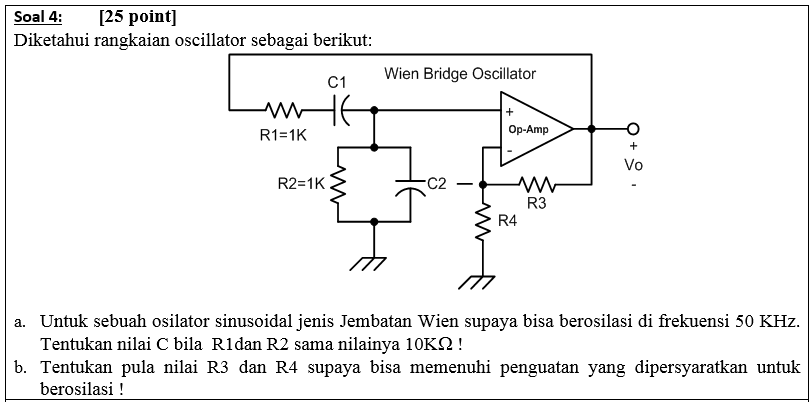 Soal 4: [25 point]
Diketahui rangkaian oscillator sebagai berikut:
Wien Bridge Oscillator
C1
R1=1K
+
Op-Amp
-
+
Vo
-
R2=1K
C2
R3
R4
a. Untuk sebuah osilator sinusoidal jenis Jembatan Wien supaya bisa berosilasi di frekuensi 50 KHz.
Tentukan nilai C bila R1dan R2 sama nilainya 10KΩ !
b. Tentukan pula nilai R3 dan R4 supaya bisa memenuhi penguatan yang dipersyaratkan untuk
berosilasi !